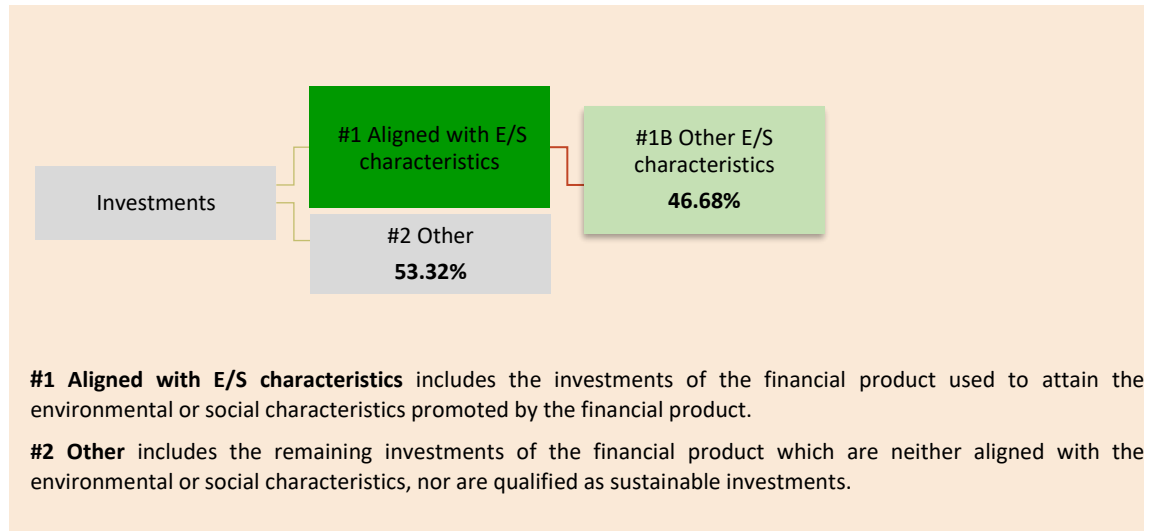 #1 Aligned with E/S
characteristics
#1B Other E/S
characteristics
46.68%
Investments
#2 Other
53.32%
#1 Aligned with E/S characteristics includes the investments of the financial product used to attain the
environmental or social characteristics promoted by the financial product.
#2 Other includes the remaining investments of the financial product which are neither aligned with the
environmental or social characteristics, nor are qualified as sustainable investments.